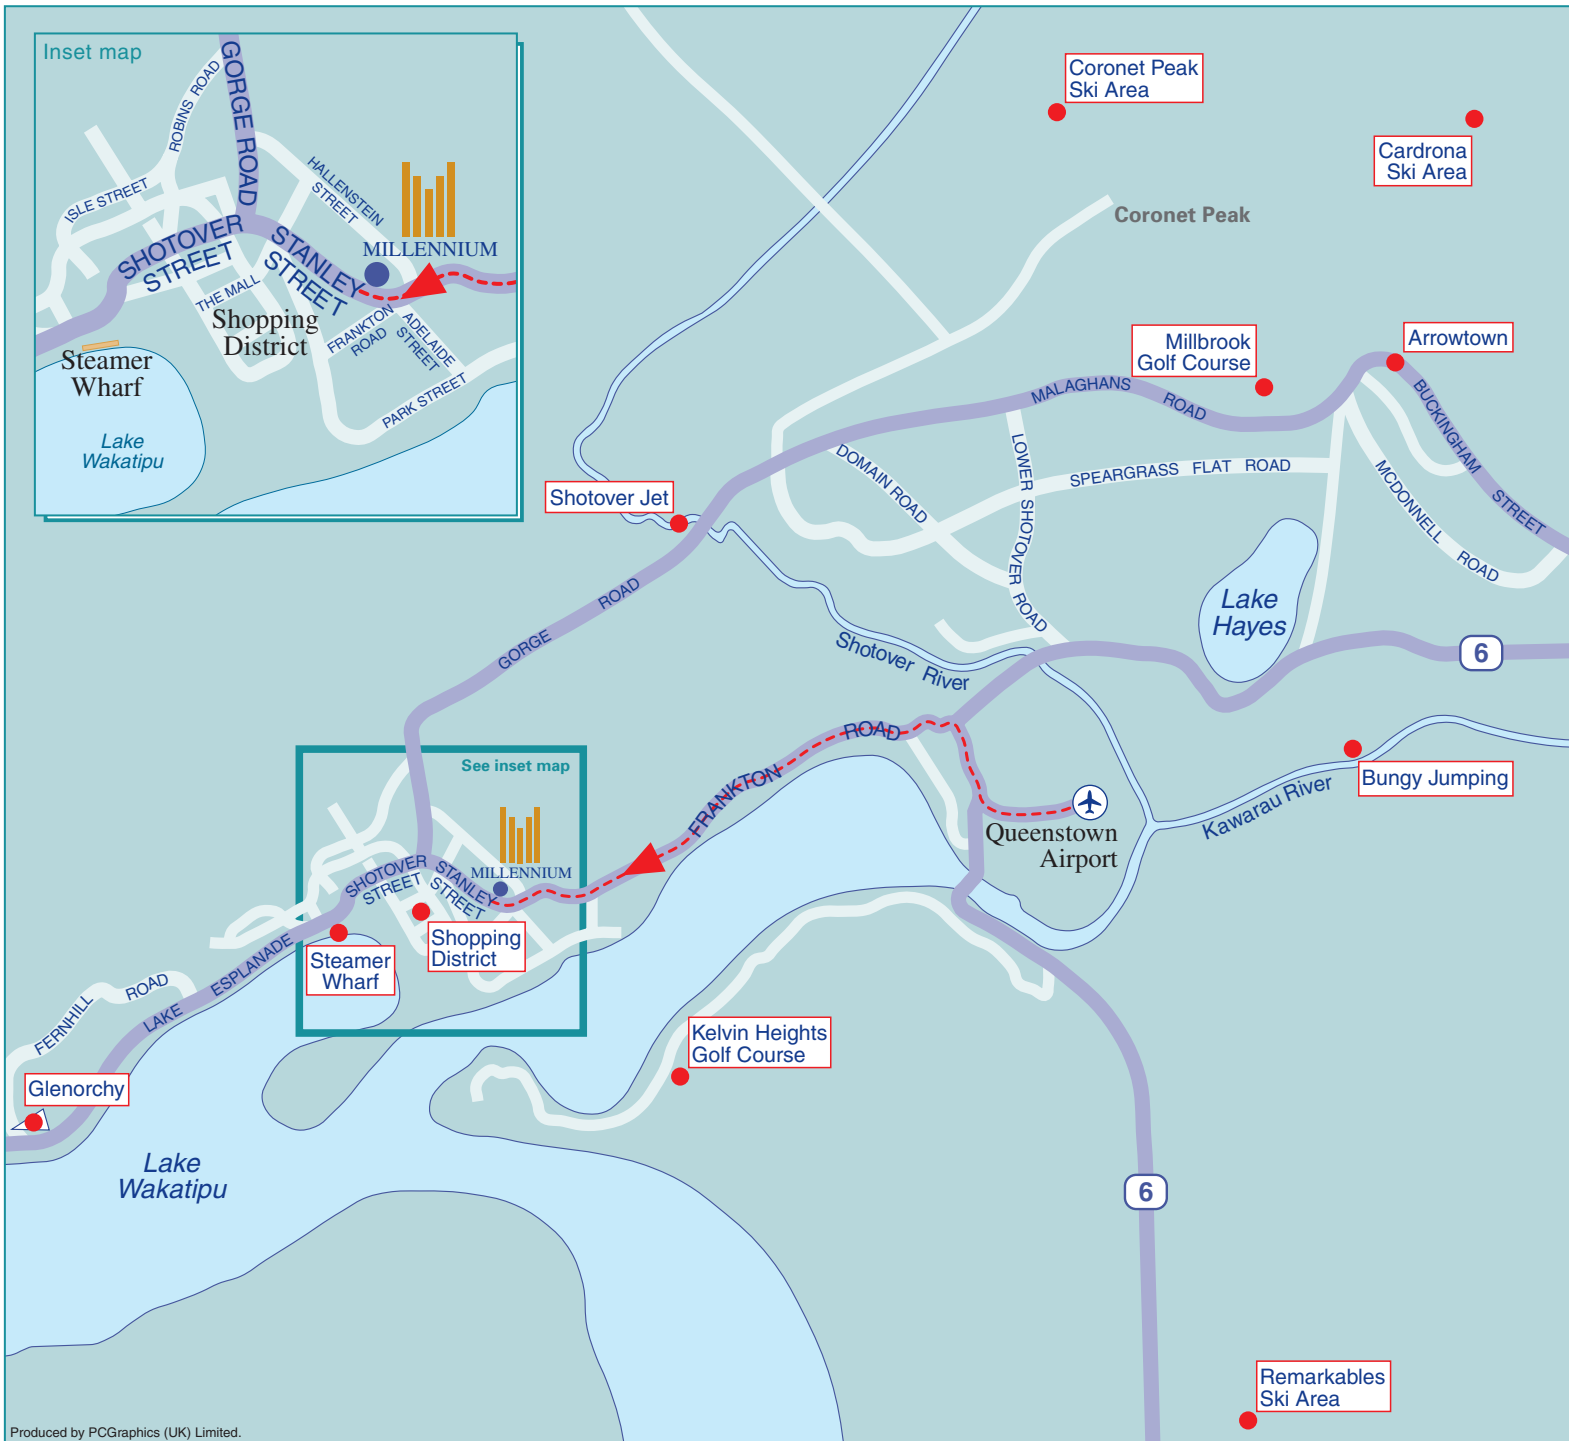 Inset map
GORGE ROAD
ROBINS ROAD
HALLENSTEIN
STREET
ISLE STREET
MILLENNIUM
SHOTOVER
STREET
STANLEY
STREET
THE MALL
Shopping
District
FRANKTON
ROAD
ADELAIDE
STREET
PARK STREET
Steamer
Wharf
Lake
Wakatipu
Coronet Peak
Ski Area
Cardrona
Ski Area
Coronet Peak
Millbrook
Golf Course
Arrowtown
MALAGHANS ROAD
BUCKINGHAM STREET
DOMAIN ROAD
LOWER SHOTOVER ROAD
SPEARGRASS FLAT ROAD
MCDONNELL ROAD
Shotover Jet
GORGE ROAD
Lake
Hayes
Shotover River
6
FRANKTON ROAD
See inset map
Bungy Jumping
Kawarau River
Queenstown
Airport
MILLENNIUM
SHOTOVER
STREET
STANLEY
STREET
Shopping
District
Steamer
Wharf
LAKE ESPLANADE
FERNHILL ROAD
Glenorchy
Kelvin Heights
Golf Course
Lake
Wakatipu
6
Remarkables
Ski Area
Produced by PCGraphics (UK) Limited.